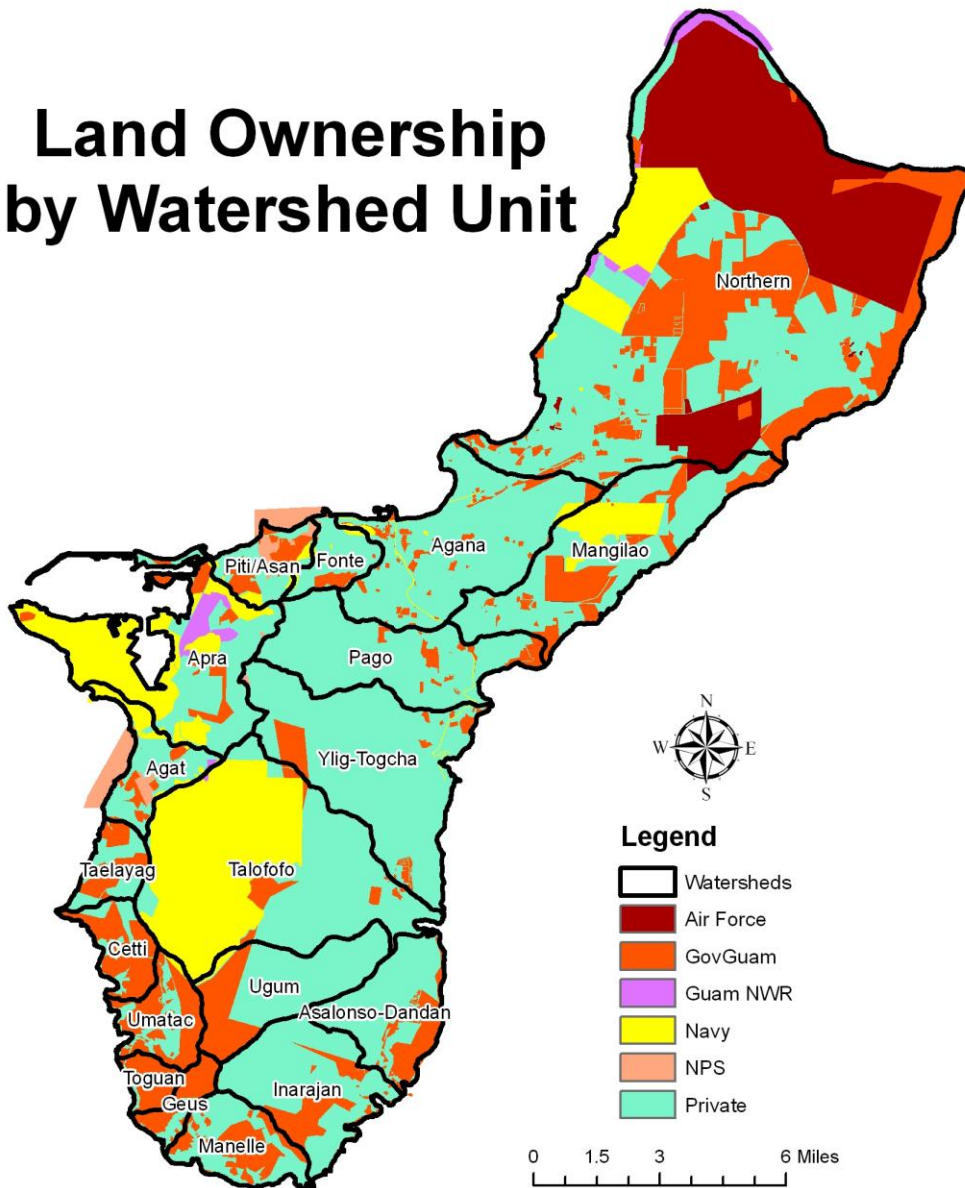 Land Ownership
by Watershed Unit
Northern
Agana
Mangilao
Piti/Asan
Fonte
Apra
Pago
Ylig-Togcha
Agat
Taelayag
Talofofo
Cetti
Ugum
Asalonso-Dandan
Umatac
Toguan
Geus
Inarajan
Manelle
N
W
E
S
Legend
Watersheds
Air Force
GovGuam
Guam NWR
Navy
NPS
Private
0 1.5 3 6 Miles